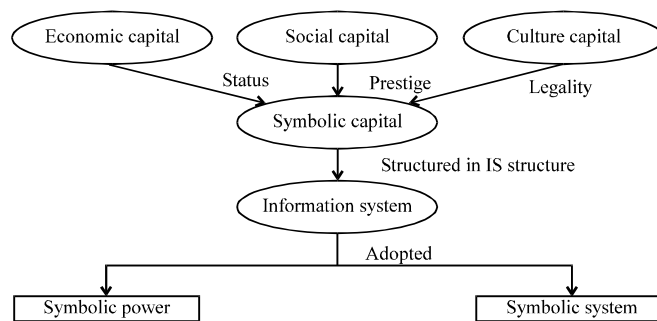 Economic capital
Social capital
Culture capital
Status
Prestige
Legality
Symbolic capital
Structured in IS structure
Information system
Adopted
Symbolic power
Symbolic system